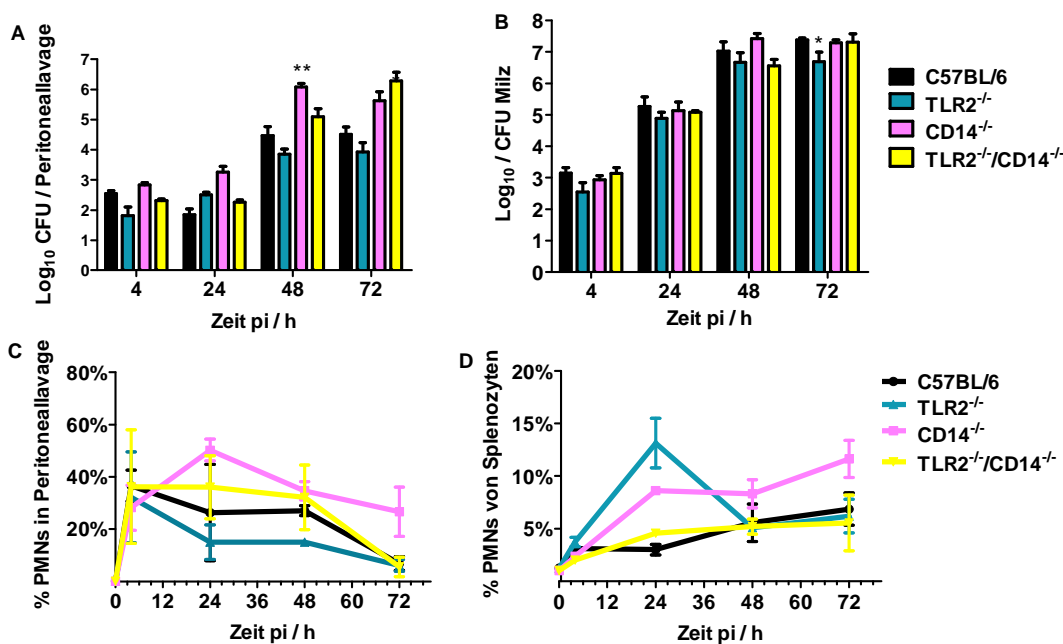 A
Log₁₀ CFU / Peritoneallavage
7
6
5
4
3
2
1
0
**
4 24 48 72
Zeit pi / h
B
Log₁₀ / CFU Milz
8
7
6
5
4
3
2
1
0
*
4 24 48 72
Zeit pi / h
C57BL/6
TLR2⁻/⁻
CD14⁻/⁻
TLR2⁻/⁻/CD14⁻/⁻
C
% PMNs in Peritoneallavage
80%
60%
40%
20%
0 12 24 36 48 60 72
Zeit pi / h
D
% PMNs von Splenozyten
20%
15%
10%
5%
0 12 24 36 48 60 72
Zeit pi / h
C57BL/6
TLR2⁻/⁻
CD14⁻/⁻
TLR2⁻/⁻/CD14⁻/⁻